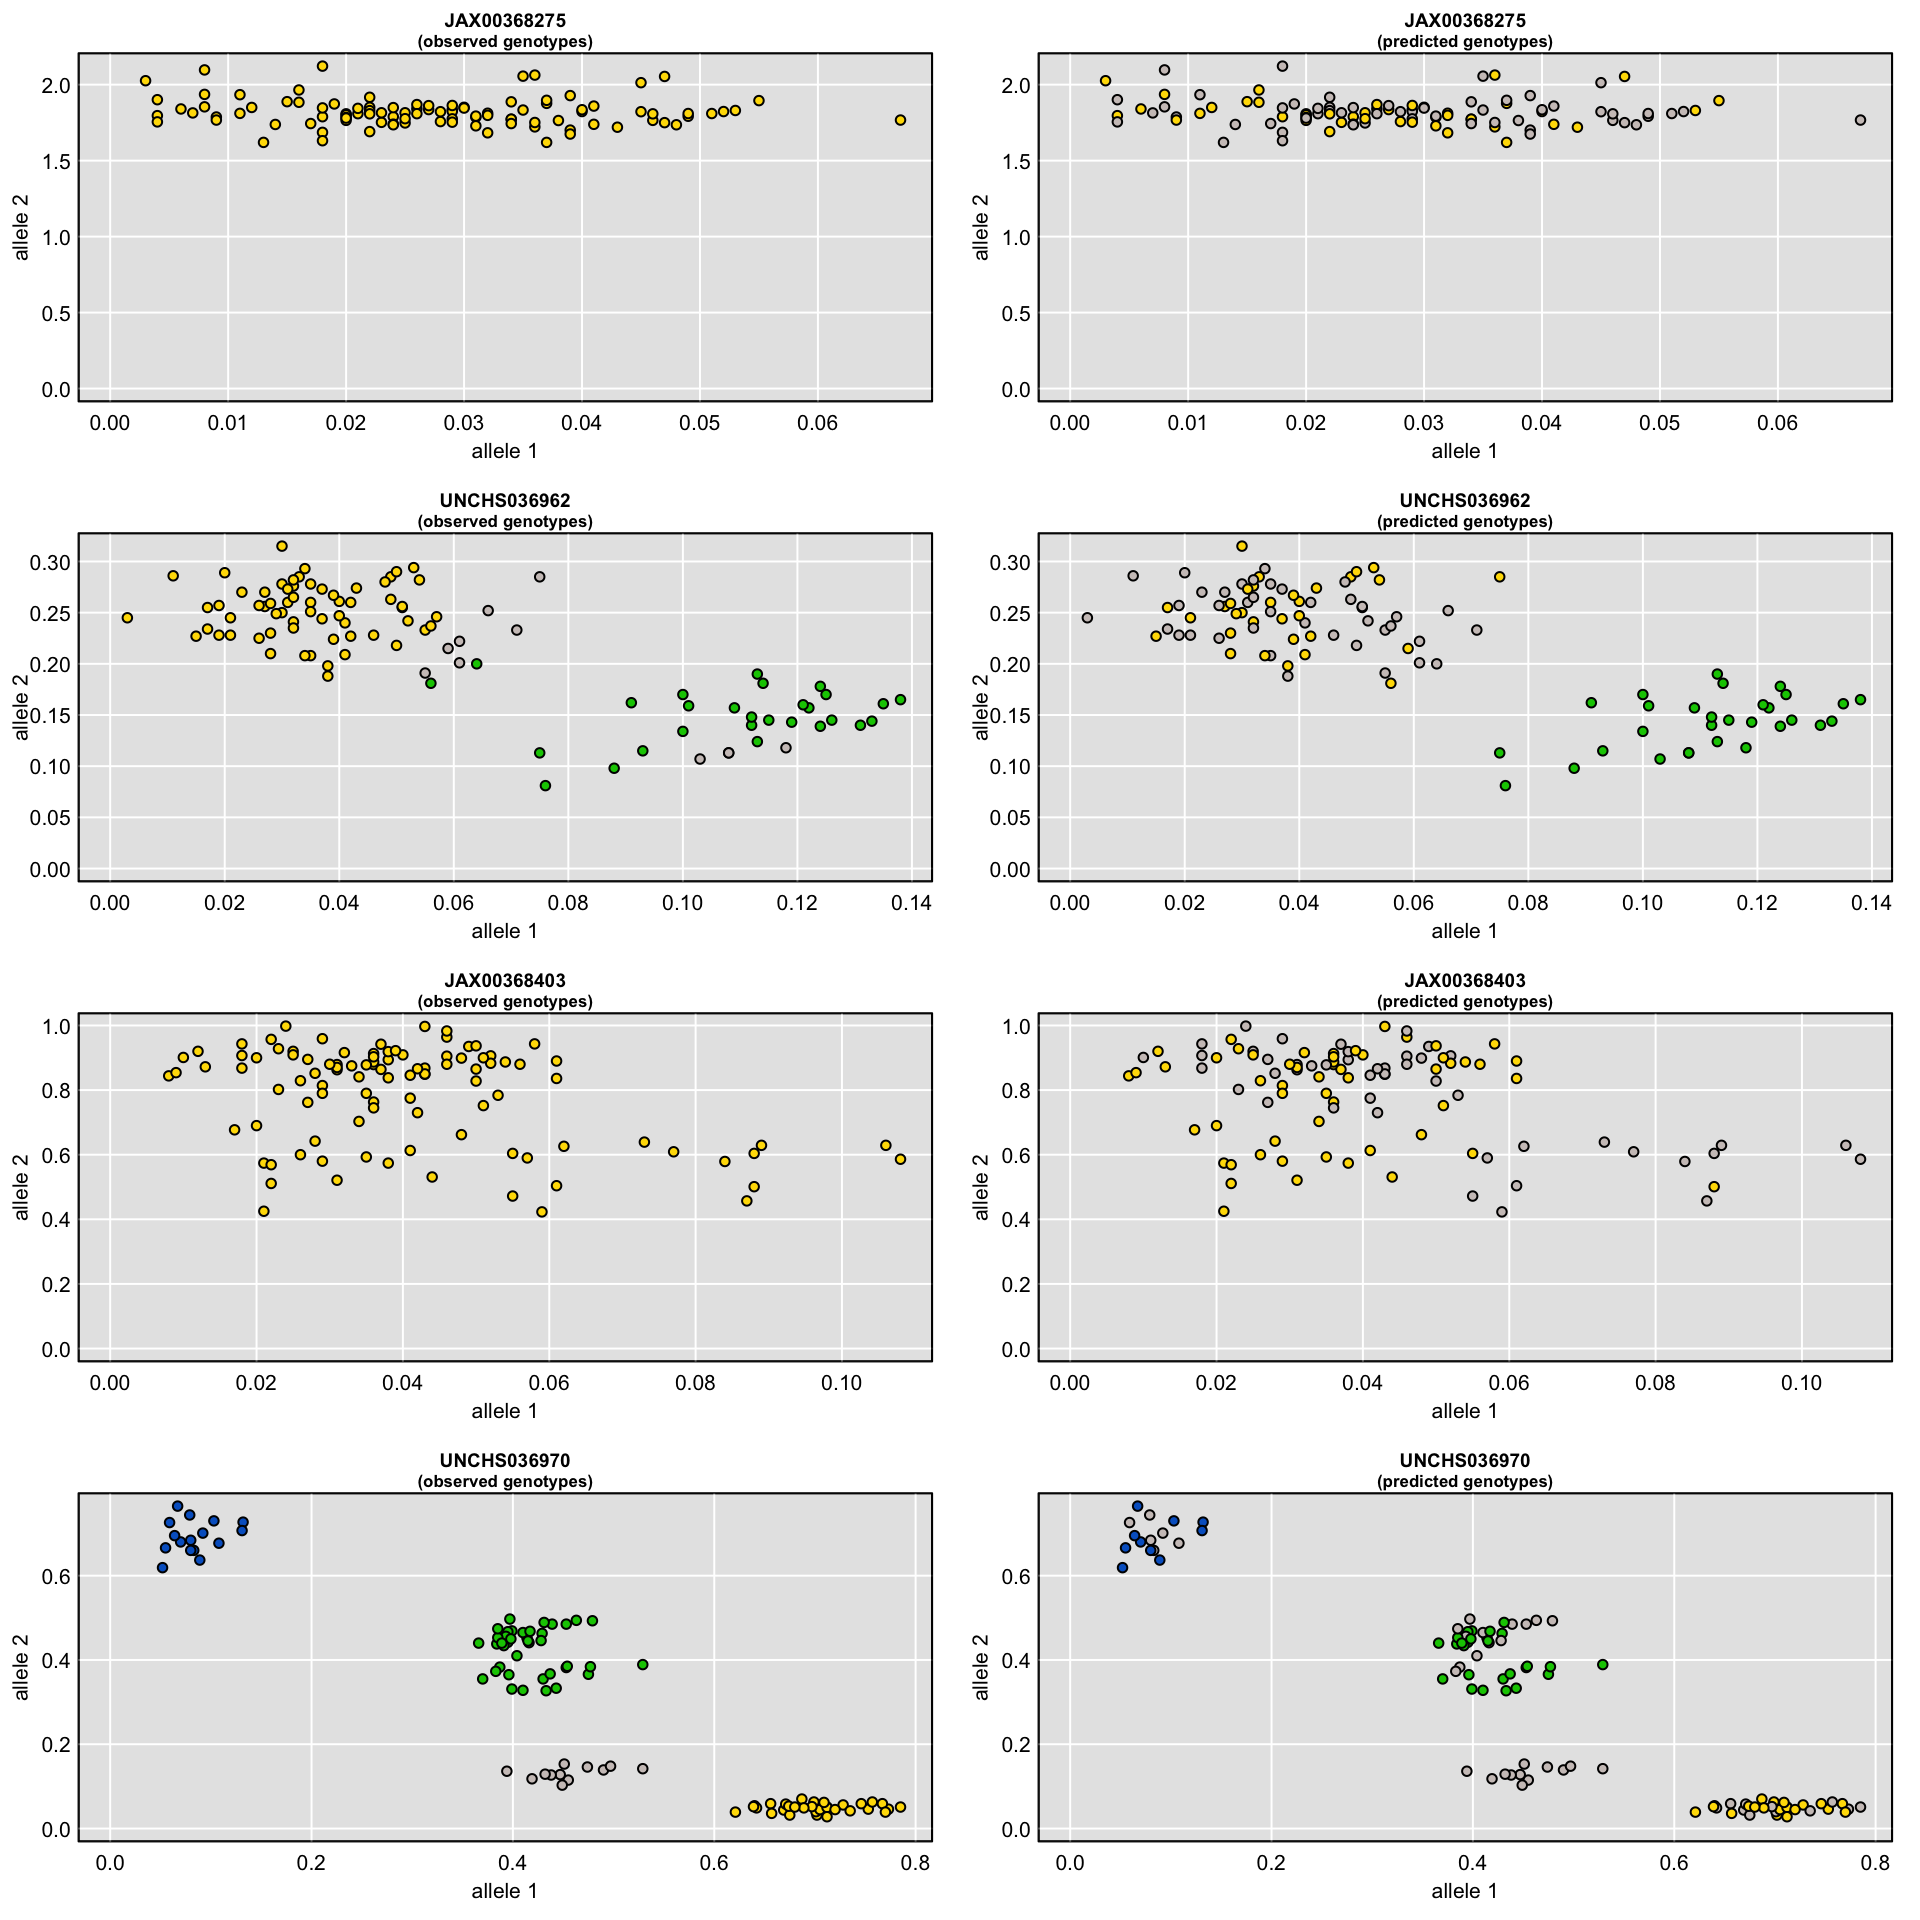 JAX00368275
(observed genotypes)
allele 2
2.0
1.5
1.0
0.5
0.0
0.00 0.01 0.02 0.03 0.04 0.05 0.06
allele 1
JAX00368275
(predicted genotypes)
allele 2
2.0
1.5
1.0
0.5
0.0
0.00 0.01 0.02 0.03 0.04 0.05 0.06
allele 1
UNCHS036962
(observed genotypes)
allele 2
0.30
0.25
0.20
0.15
0.10
0.05
0.00
0.00 0.02 0.04 0.06 0.08 0.10 0.12 0.14
allele 1
UNCHS036962
(predicted genotypes)
allele 2
0.30
0.25
0.20
0.15
0.10
0.05
0.00
0.00 0.02 0.04 0.06 0.08 0.10 0.12 0.14
allele 1
JAX00368403
(observed genotypes)
allele 2
1.0
0.8
0.6
0.4
0.2
0.0
0.00 0.02 0.04 0.06 0.08 0.10
allele 1
JAX00368403
(predicted genotypes)
allele 2
1.0
0.8
0.6
0.4
0.2
0.0
0.00 0.02 0.04 0.06 0.08 0.10
allele 1
UNCHS036970
(observed genotypes)
allele 2
0.6
0.4
0.2
0.0
0.0 0.2 0.4 0.6 0.8
allele 1
UNCHS036970
(predicted genotypes)
allele 2
0.6
0.4
0.2
0.0
0.0 0.2 0.4 0.6 0.8
allele 1